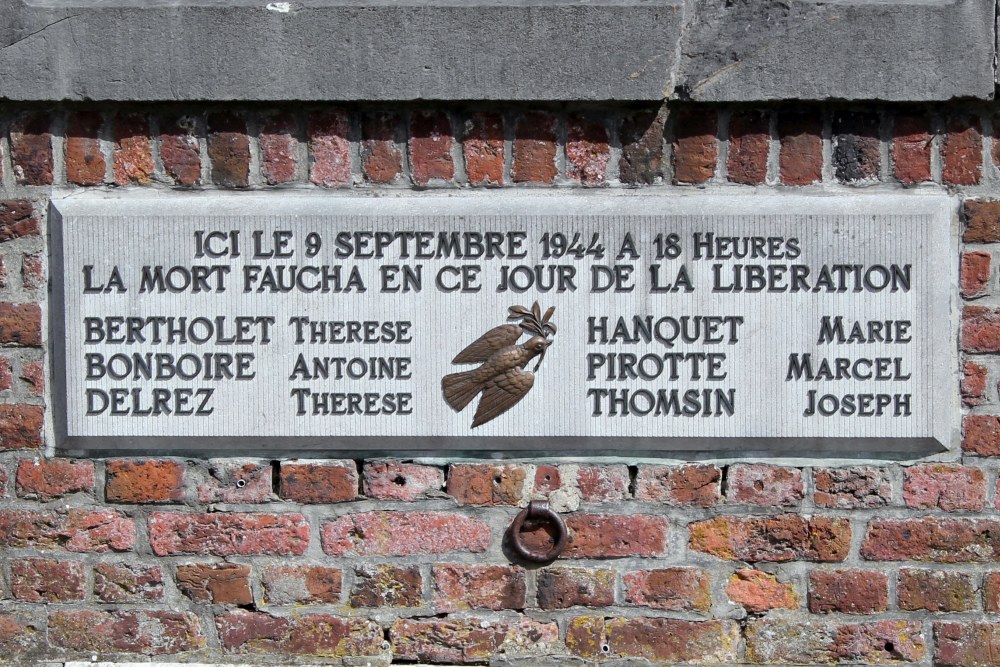 ICI LE 9 SEPTEMBRE 1944 A 18 HEURES
LA MORT FAUCHA EN CE JOUR DE LA LIBERATION
BERTHOLET THERESE
BONBOIRE ANTOINE
DELREZ THERESE
HANQUET MARIE
PIROTTE MARCEL
THOMSIN JOSEPH